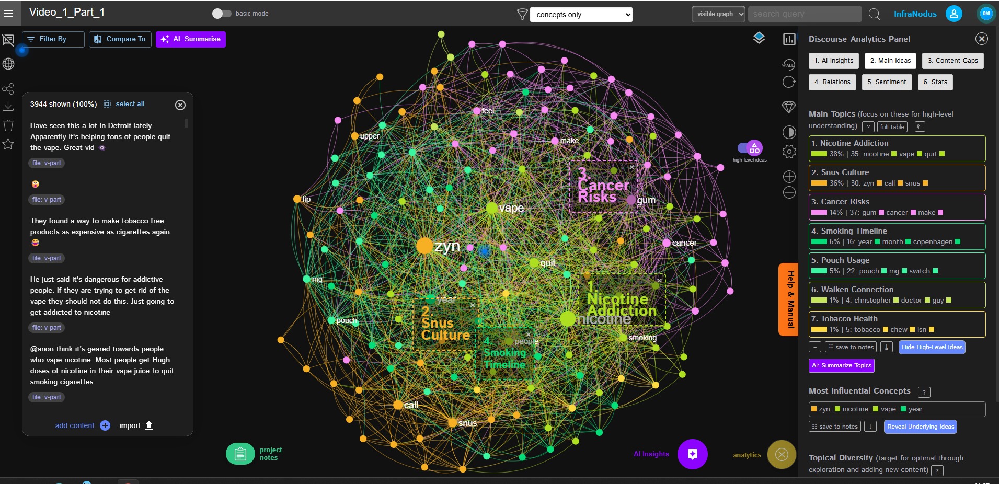 Video_1_Part_1
basic mode
concepts only
visible graph
search query
InfraNodus
0/6
Filter By
Compare To
AI: Summarise
3944 shown (100%)
select all
Have seen this a lot in Detroit lately.
Apparently it's helping tons of people quit
the vape. Great vid
file: v-part
file: v-part
They found a way to make tobacco free
products as expensive as cigarettes again
file: v-part
He just said it's dangerous for addictive
people. If they are trying to get rid of the
vape they should not do this. Just going to
get addicted to nicotine
file: v-part
@anon think it's geared towards people
who vape nicotine. Most people get Hugh
doses of nicotine in their vape juice to quit
smoking cigarettes.
file: v-part
add content
import
feel
upper
make
3.
Cancer
Risks
gum
lip
vape
zyn
cancer
quit
mg
1.
Nicotine
Addiction
year
2.
Snus
Culture
nicotine
pouch
4.
Smoking
Timeline
people
smoking
call
snus
project
notes
AI Insights
analytics
high-level ideas
ALL
Help & Manual
Discourse Analytics Panel
1. AI Insights
2. Main Ideas
3. Content Gaps
4. Relations
5. Sentiment
6. Stats
Main Topics (focus on these for high-level
understanding) ? full table
1. Nicotine Addiction
38% | 35: nicotine vape quit
2. Snus Culture
36% | 30: zyn call snus
3. Cancer Risks
14% | 37: gum cancer make
4. Smoking Timeline
6% | 16: year month copenhagen
5. Pouch Usage
5% | 22: pouch mg switch
6. Walken Connection
1% | 4: christopher doctor guy
7. Tobacco Health
1% | 5: tobacco chew isn
− save to notes Hide High-Level Ideas
AI: Summarize Topics
Most Influential Concepts ?
zyn nicotine vape year
save to notes Reveal Underlying Ideas
Topical Diversity (target for optimal through
exploration and adding new content) ?